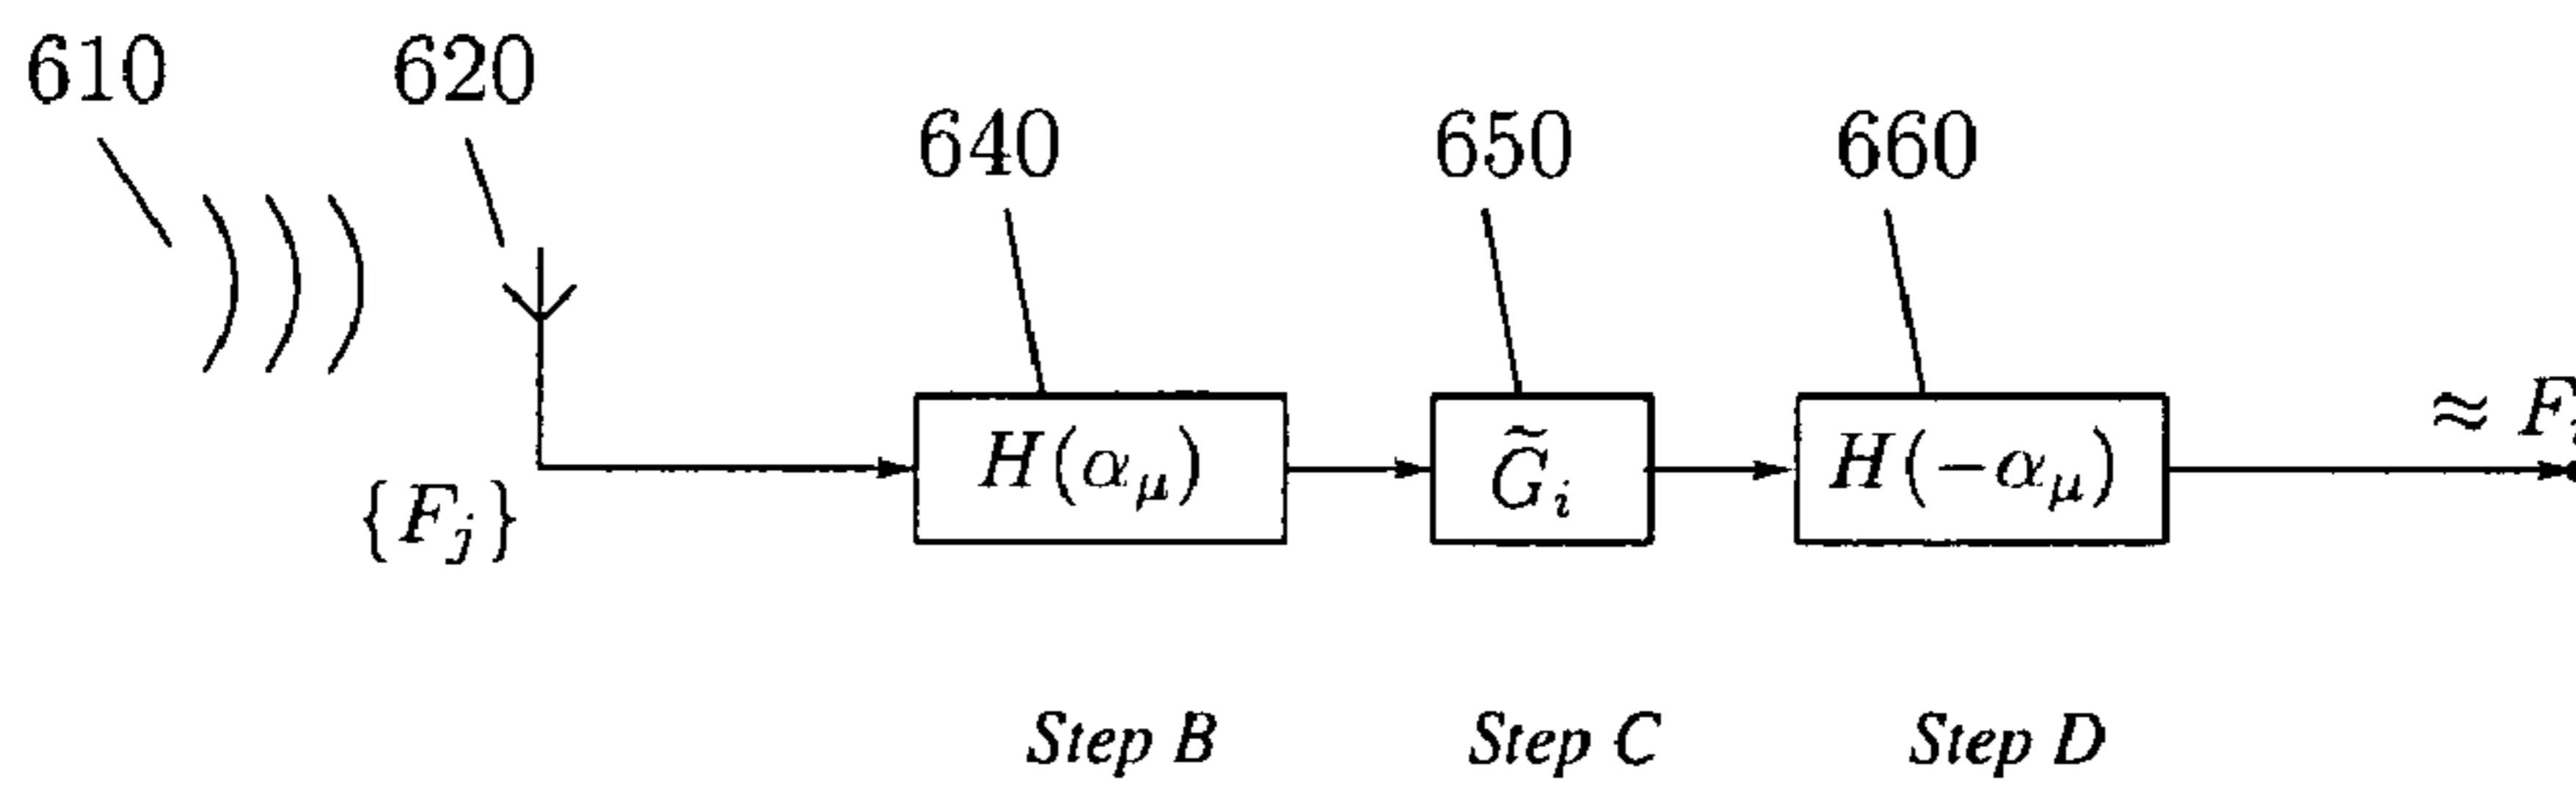 610
620
640
650
660
H(α_μ)
G̃_i
H(−α_μ)
≈ F
{F_j}
Step B
Step C
Step D